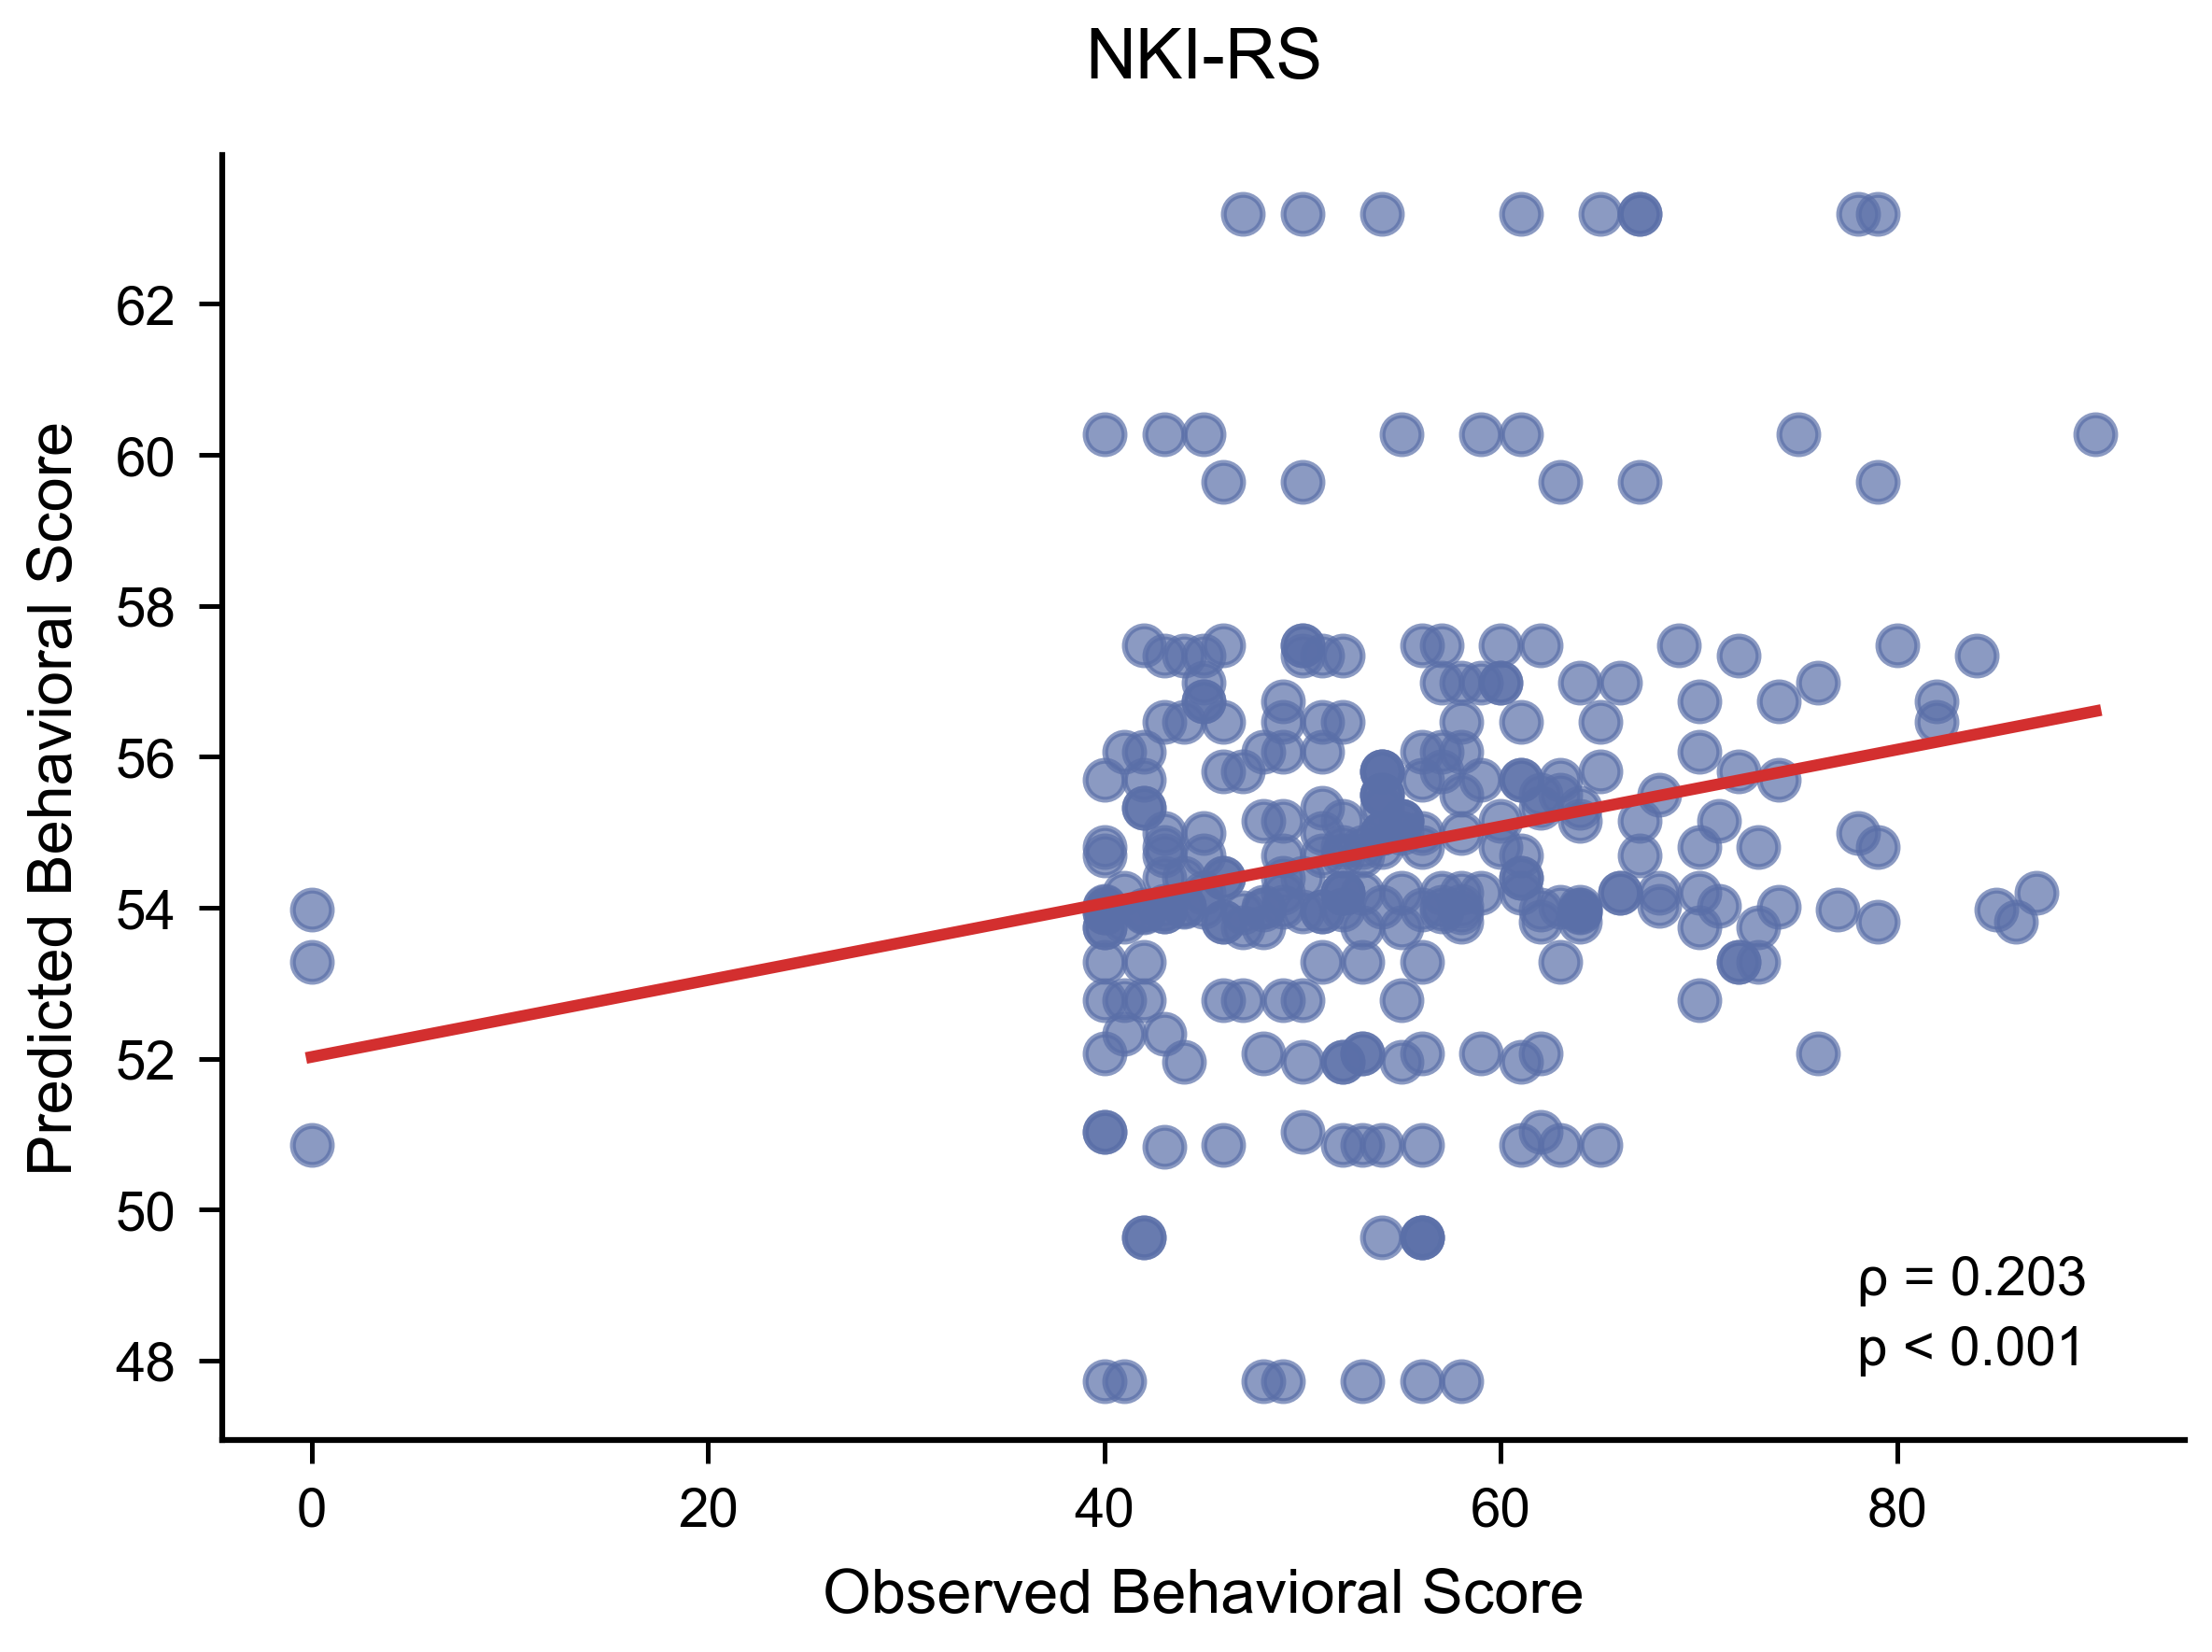 NKI-RS
Predicted Behavioral Score
62
60
58
56
54
52
50
48
ρ = 0.203
p < 0.001
0 20 40 60 80
Observed Behavioral Score